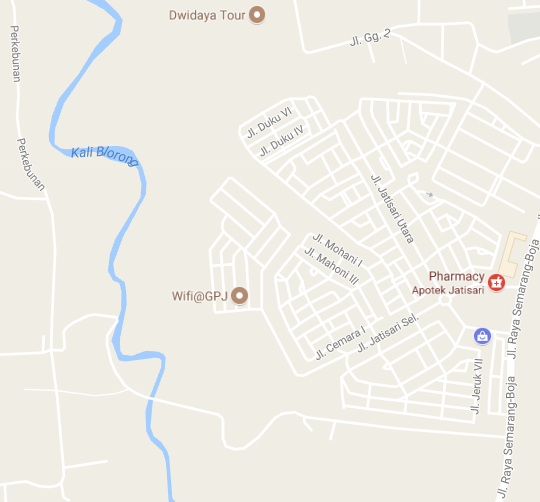 Dwidaya Tour
Jl. Gg. 2
Perkebunan
Jl. Duku VI
Jl. Duku IV
Kali Blorong
Perkebunan
Jl. Jatisari Utara
Jl. Mohani I
Jl. Mahoni III
Jl. Raya Semarang-Boja
Pharmacy
Apotek Jatisari
Wifi@GPJ
Jl. Cemara I
Jl. Jatisari Sel.
Jl. Jeruk VII
Jl. Raya Semarang-Boja